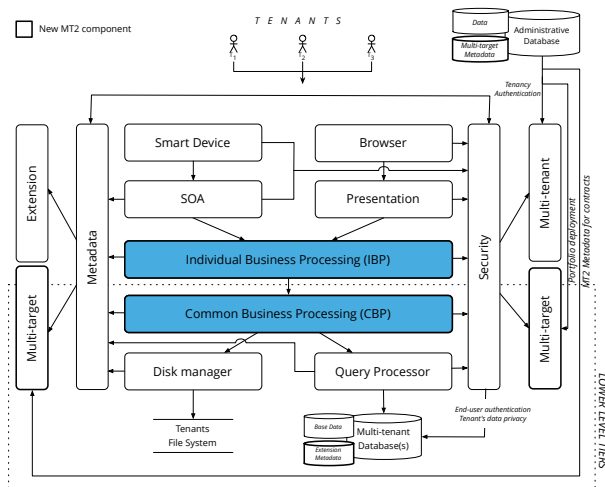 New MT2 component
T E N A N T S
T1
T2
T3
Data
Multi-target
Metadata
Administrative
Database
Tenancy
Authentication
Smart Device
Browser
SOA
Presentation
Individual Business Processing (IBP)
Common Business Processing (CBP)
Disk manager
Query Processor
Extension
Multi-target
Metadata
Security
Multi-tenant
Multi-target
Portfolio deployment
MT2 Metadata for contracts
LOWER LEVEL TIERS
Tenants
File System
Base Data
Extension
Metadata
Multi-tenant
Database(s)
End-user authentication
Tenant's data privacy